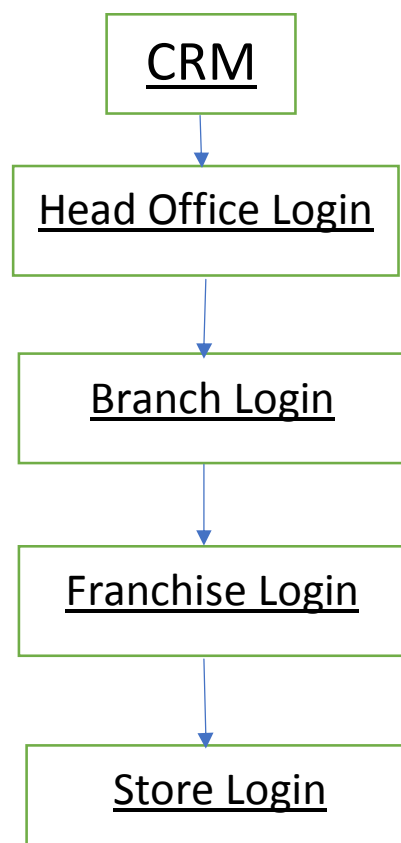 CRM
Head Office Login
Branch Login
Franchise Login
Store Login